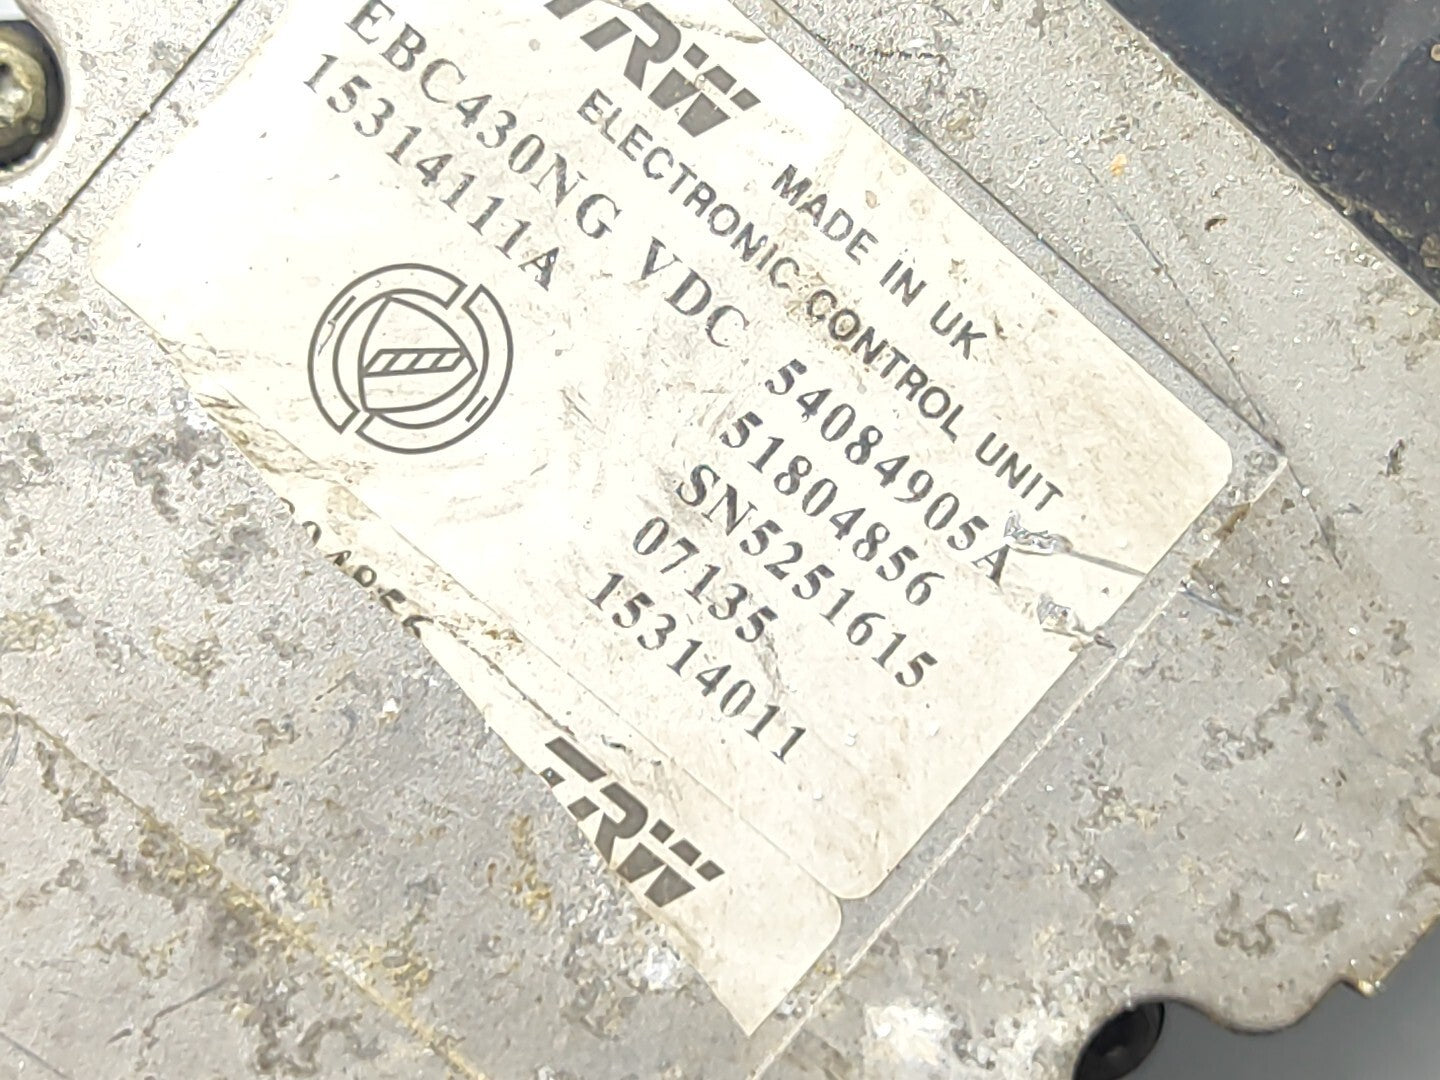 TRW
MADE IN UK
ELECTRONIC CONTROL UNIT
EBC430NG VDC 54084905A
15314111A
51804856
SN5251615
07135
15314011
TRW